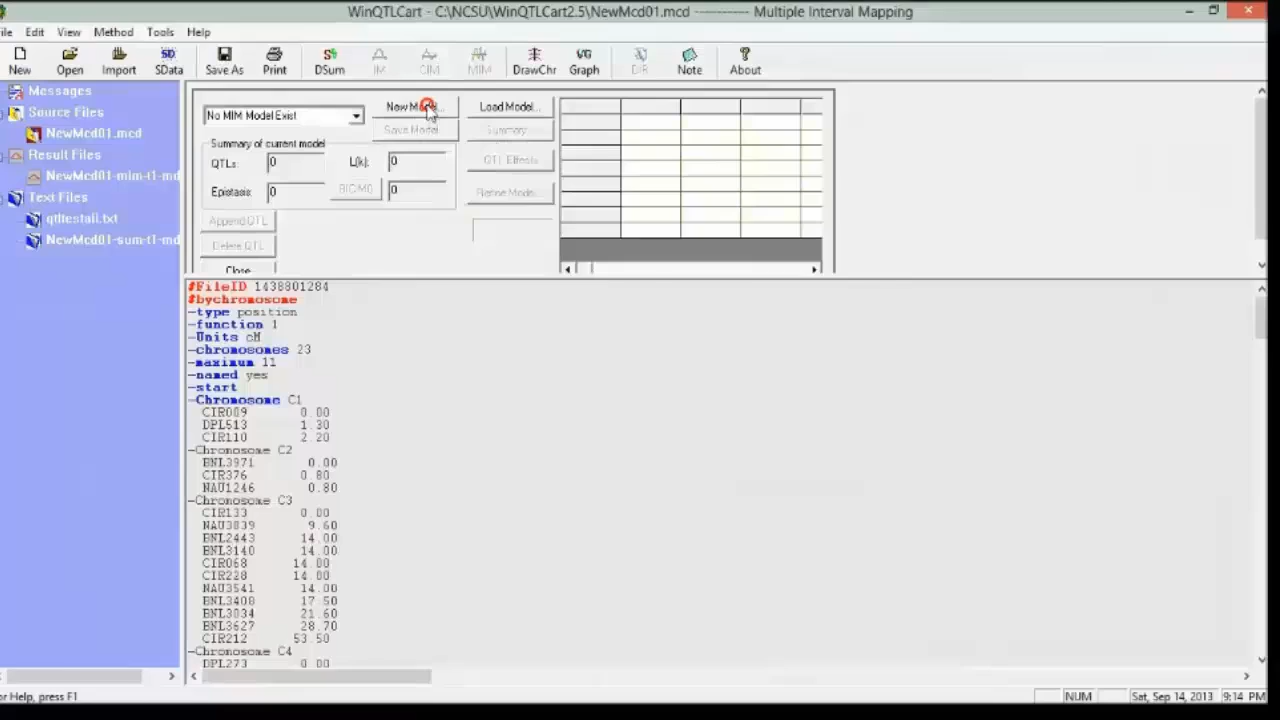 WinQTLCart - C:\NCSU\WinQTLCart2.5\NewMcd01.mcd ----------- Multiple Interval Mapping
ile Edit View Method Tools Help
New Open Import SData Save As Print DSum IM CIM MIM DrawChr Graph D/R Note About
Messages
Source Files
NewMcd01.mcd
Result Files
NewMcd01-mim-t1-md
Text Files
qtltestall.txt
NewMcd01-sum-t1-md
No MIM Model Exist New Model... Load Model...
Save Model Summary
Summary of current model
QTLs: 0 L(k): 0 QTL Effects
Epistasis: 0 BIC-M0 0 Refine Model...
Append QTL
Delete QTL
Close
#FileID 1438801284
#bychromosome
-type position
-function 1
-Units cM
-chromosomes 23
-maximum 11
-named yes
-start
-Chromosome C1
CIR009 0.00
DPL513 1.30
CIR110 2.20
-Chromosome C2
BNL3971 0.00
CIR376 0.80
NAU1246 0.80
-Chromosome C3
CIR133 0.00
NAU3839 9.60
BNL2443 14.00
BNL3140 14.00
CIR068 14.00
CIR228 14.00
NAU3541 14.00
BNL3408 17.50
BNL3034 21.60
BNL3627 28.70
CIR212 53.50
-Chromosome C4
DPL273 0.00
or Help, press F1 NUM Sat, Sep 14, 2013 9:14 PM